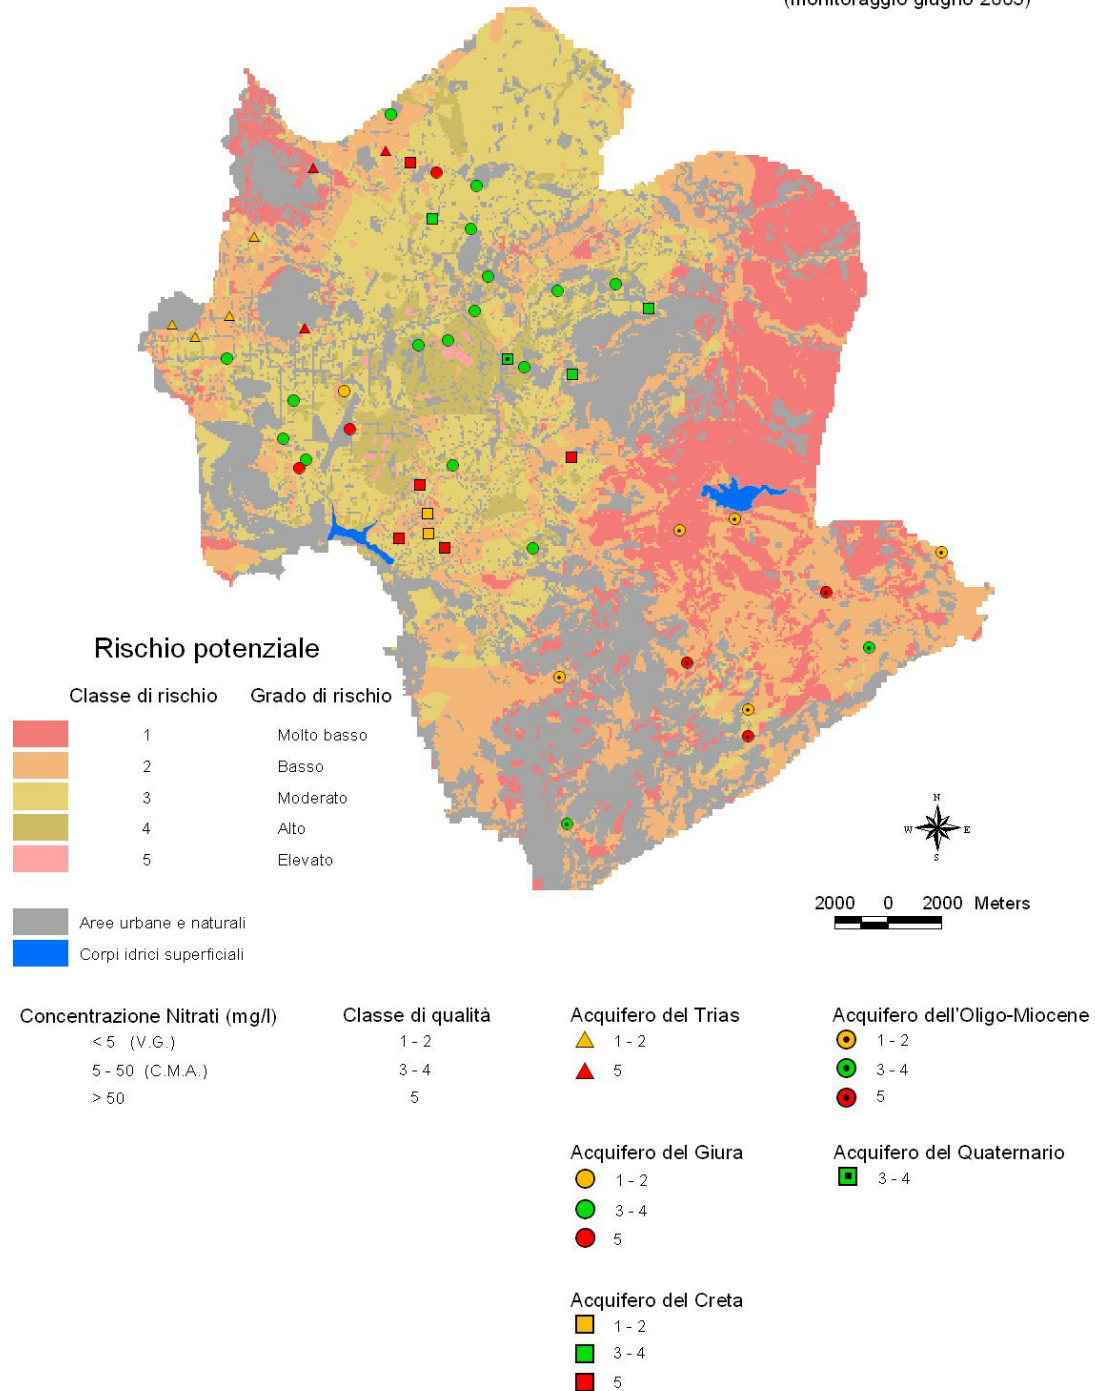 (monitoraggio giugno 2005)
Rischio potenziale
Classe di rischio Grado di rischio
1 Molto basso
2 Basso
3 Moderato
4 Alto
5 Elevato
Aree urbane e naturali
Corpi idrici superficiali
N
W E
S
2000 0 2000 Meters
Concentrazione Nitrati (mg/l) Classe di qualità
< 5 (V.G.) 1 - 2
5 - 50 (C.M.A.) 3 - 4
> 50 5
Acquifero del Trias
1 - 2
5
Acquifero dell'Oligo-Miocene
1 - 2
3 - 4
5
Acquifero del Giura
1 - 2
3 - 4
5
Acquifero del Quaternario
3 - 4
Acquifero del Creta
1 - 2
3 - 4
5